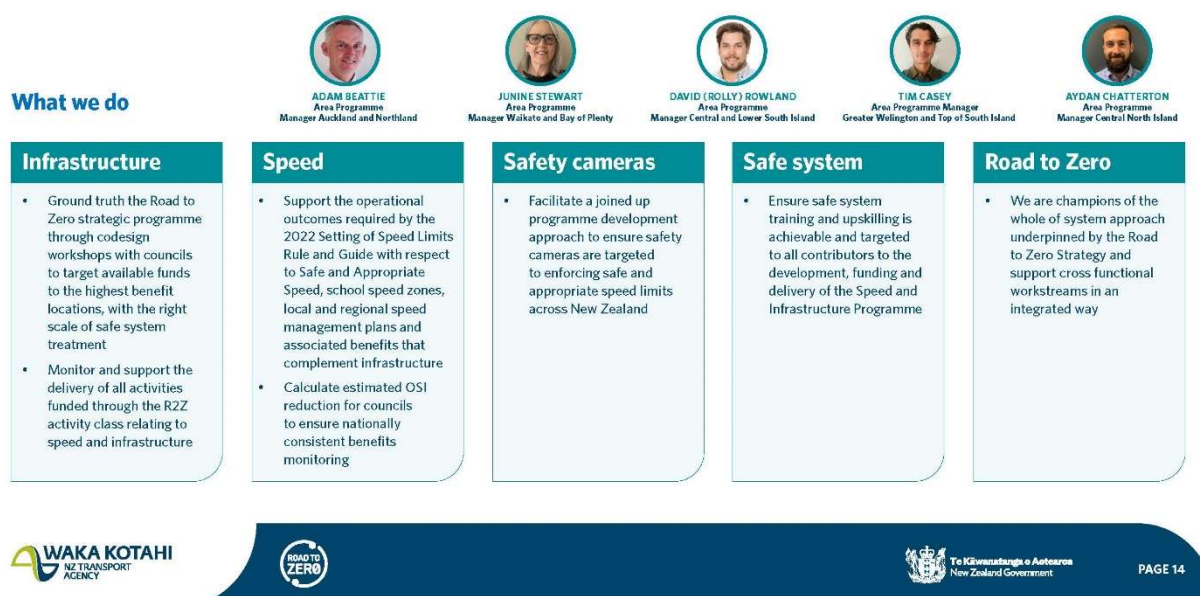 What we do
ADAM BEATTIE
Area Programme
Manager Auckland and Northland
JUNINE STEWART
Area Programme
Manager Waikato and Bay of Plenty
DAVID (ROLLY) ROWLAND
Area Programme
Manager Central and Lower South Island
TIM CASEY
Area Programme Manager
Greater Welington and Top of South Island
AYDAN CHATTERTON
Area Programme
Manager Central North Island
Infrastructure
• Ground truth the Road to
Zero strategic programme
through codesign
workshops with councils
to target available funds
to the highest benefit
locations, with the right
scale of safe system
treatment
• Monitor and support the
delivery of all activities
funded through the R2Z
activity class relating to
speed and infrastructure
Speed
• Support the operational
outcomes required by the
2022 Setting of Speed Limits
Rule and Guide with respect
to Safe and Appropriate
Speed, school speed zones,
local and regional speed
management plans and
associated benefits that
complement infrastructure
• Calculate estimated OSI
reduction for councils
to ensure nationally
consistent benefits
monitoring
Safety cameras
• Facilitate a joined up
programme development
approach to ensure safety
cameras are targeted
to enforcing safe and
appropriate speed limits
across New Zealand
Safe system
• Ensure safe system
training and upskilling is
achievable and targeted
to all contributors to the
development, funding and
delivery of the Speed and
Infrastructure Programme
Road to Zero
• We are champions of the
whole of system approach
underpinned by the Road
to Zero Strategy and
support cross functional
workstreams in an
integrated way
WAKA KOTAHI
NZ TRANSPORT
AGENCY
ROAD TO
ZERØ
Te Kāwanatanga o Aotearoa
New Zealand Government
PAGE 14